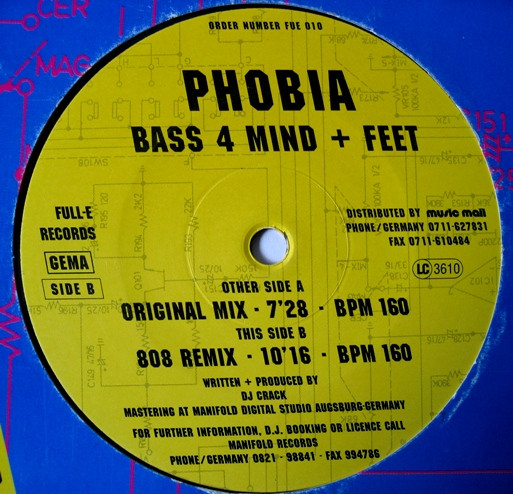 CER
MAG
ORDER NUMBER FUE 010
PHOBIA
BASS 4 MIND + FEET
FULL-E
RECORDS
GEMA
SIDE B
DISTRIBUTED BY music mail
PHONE/GERMANY 0711-627831
FAX 0711-610484
LC 3610
OTHER SIDE A
ORIGINAL MIX · 7'28 · BPM 160
THIS SIDE B
808 REMIX · 10'16 · BPM 160
WRITTEN + PRODUCED BY
DJ CRACK
MASTERING AT MANIFOLD DIGITAL STUDIO AUGSBURG-GERMANY
FOR FURTHER INFORMATION, D.J. BOOKING OR LICENCE CALL
MANIFOLD RECORDS
PHONE/GERMANY 0821 - 98841 · FAX 994786